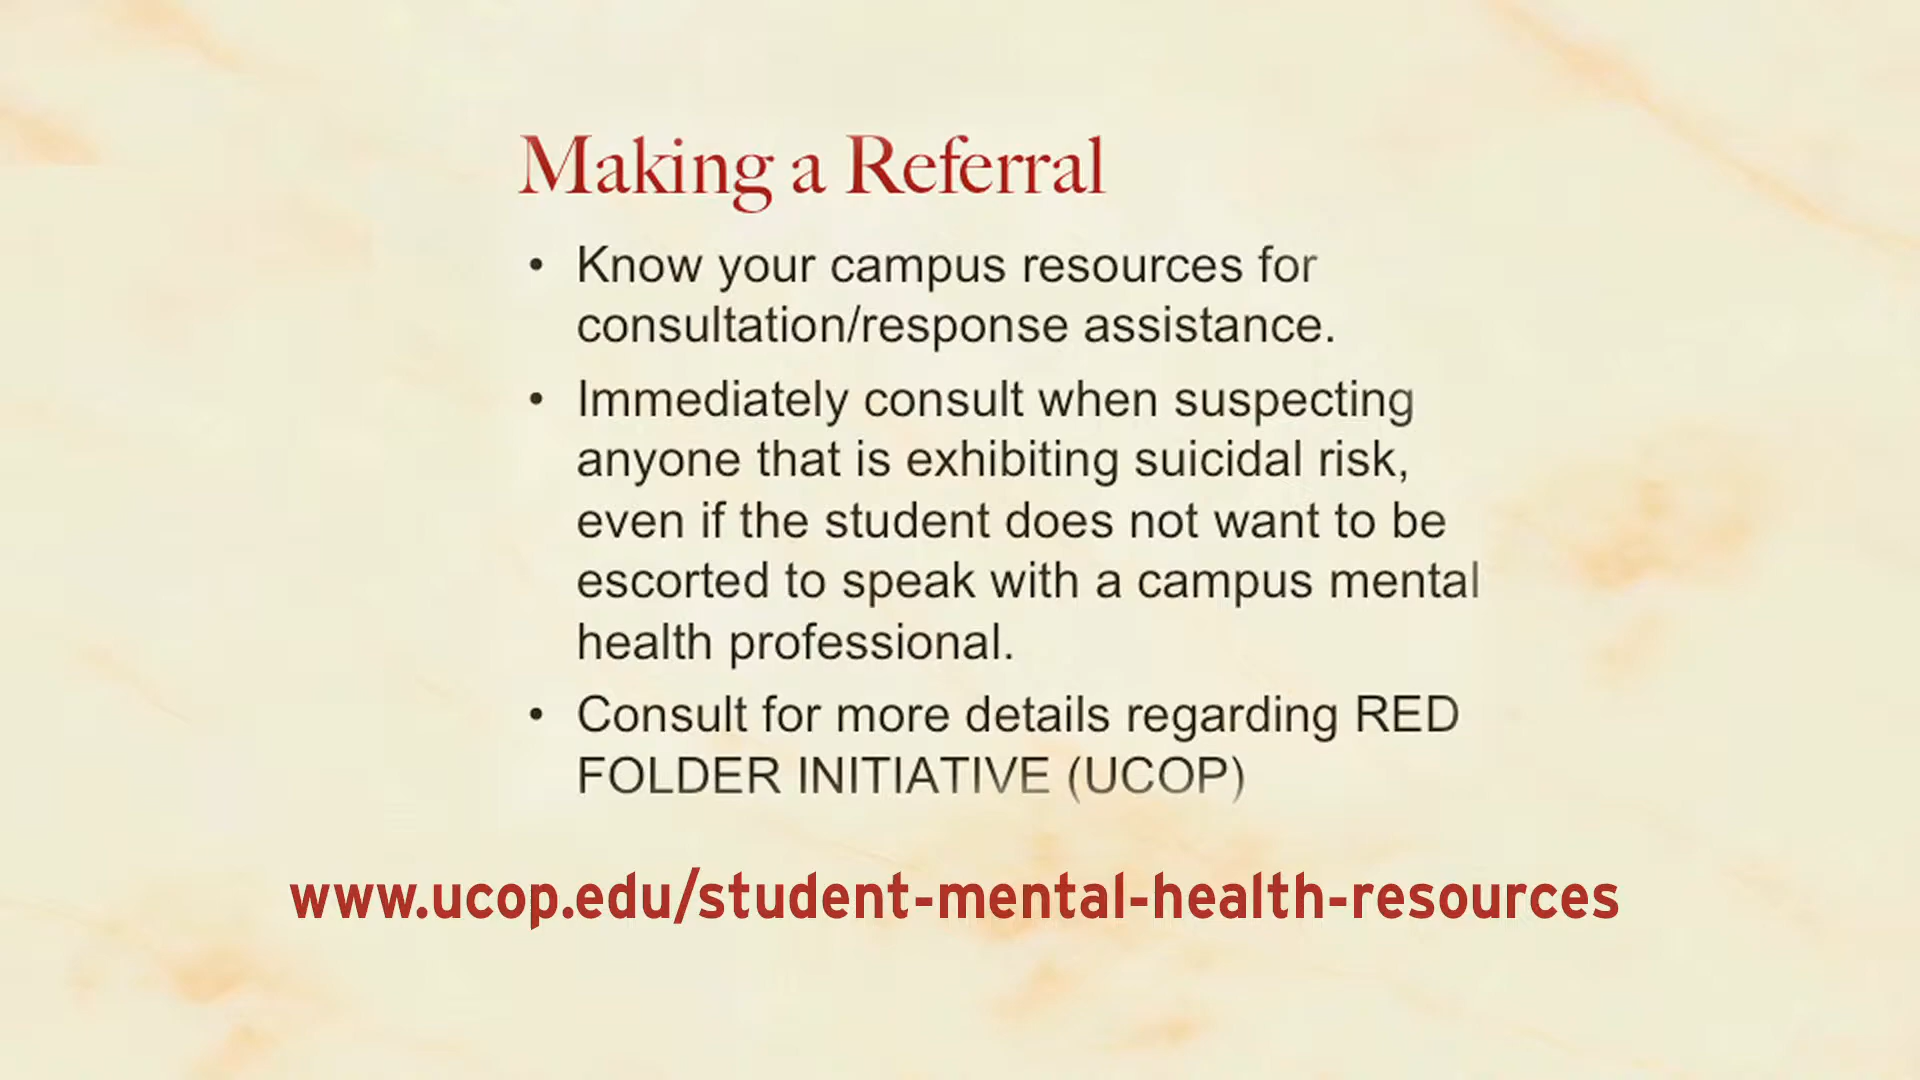 Making a Referral
• Know your campus resources for
consultation/response assistance.
• Immediately consult when suspecting
anyone that is exhibiting suicidal risk,
even if the student does not want to be
escorted to speak with a campus mental
health professional.
• Consult for more details regarding RED
FOLDER INITIATIVE (UCOP)
www.ucop.edu/student-mental-health-resources